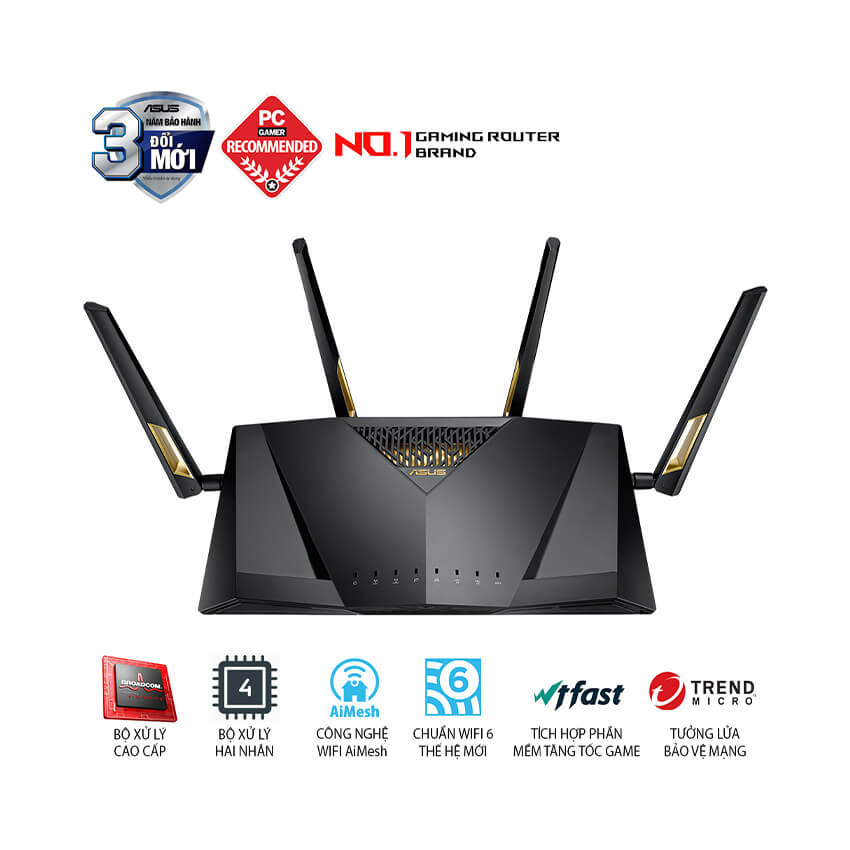 ASUS
3
NĂM BẢO HÀNH
ĐỔI
MỚI
PC
GAMER
RECOMMENDED
NO.1 GAMING ROUTER
BRAND
ASUS
BROADCOM
4
AiMesh
6
wtfast
TREND
MICRO
BỘ XỬ LÝ
CAO CẤP
BỘ XỬ LÝ
HAI NHÂN
CÔNG NGHỆ
WIFI AiMesh
CHUẨN WIFI 6
THẾ HỆ MỚI
TÍCH HỢP PHẦN
MỀM TĂNG TỐC GAME
TƯỞNG LỬA
BẢO VỆ MẠNG